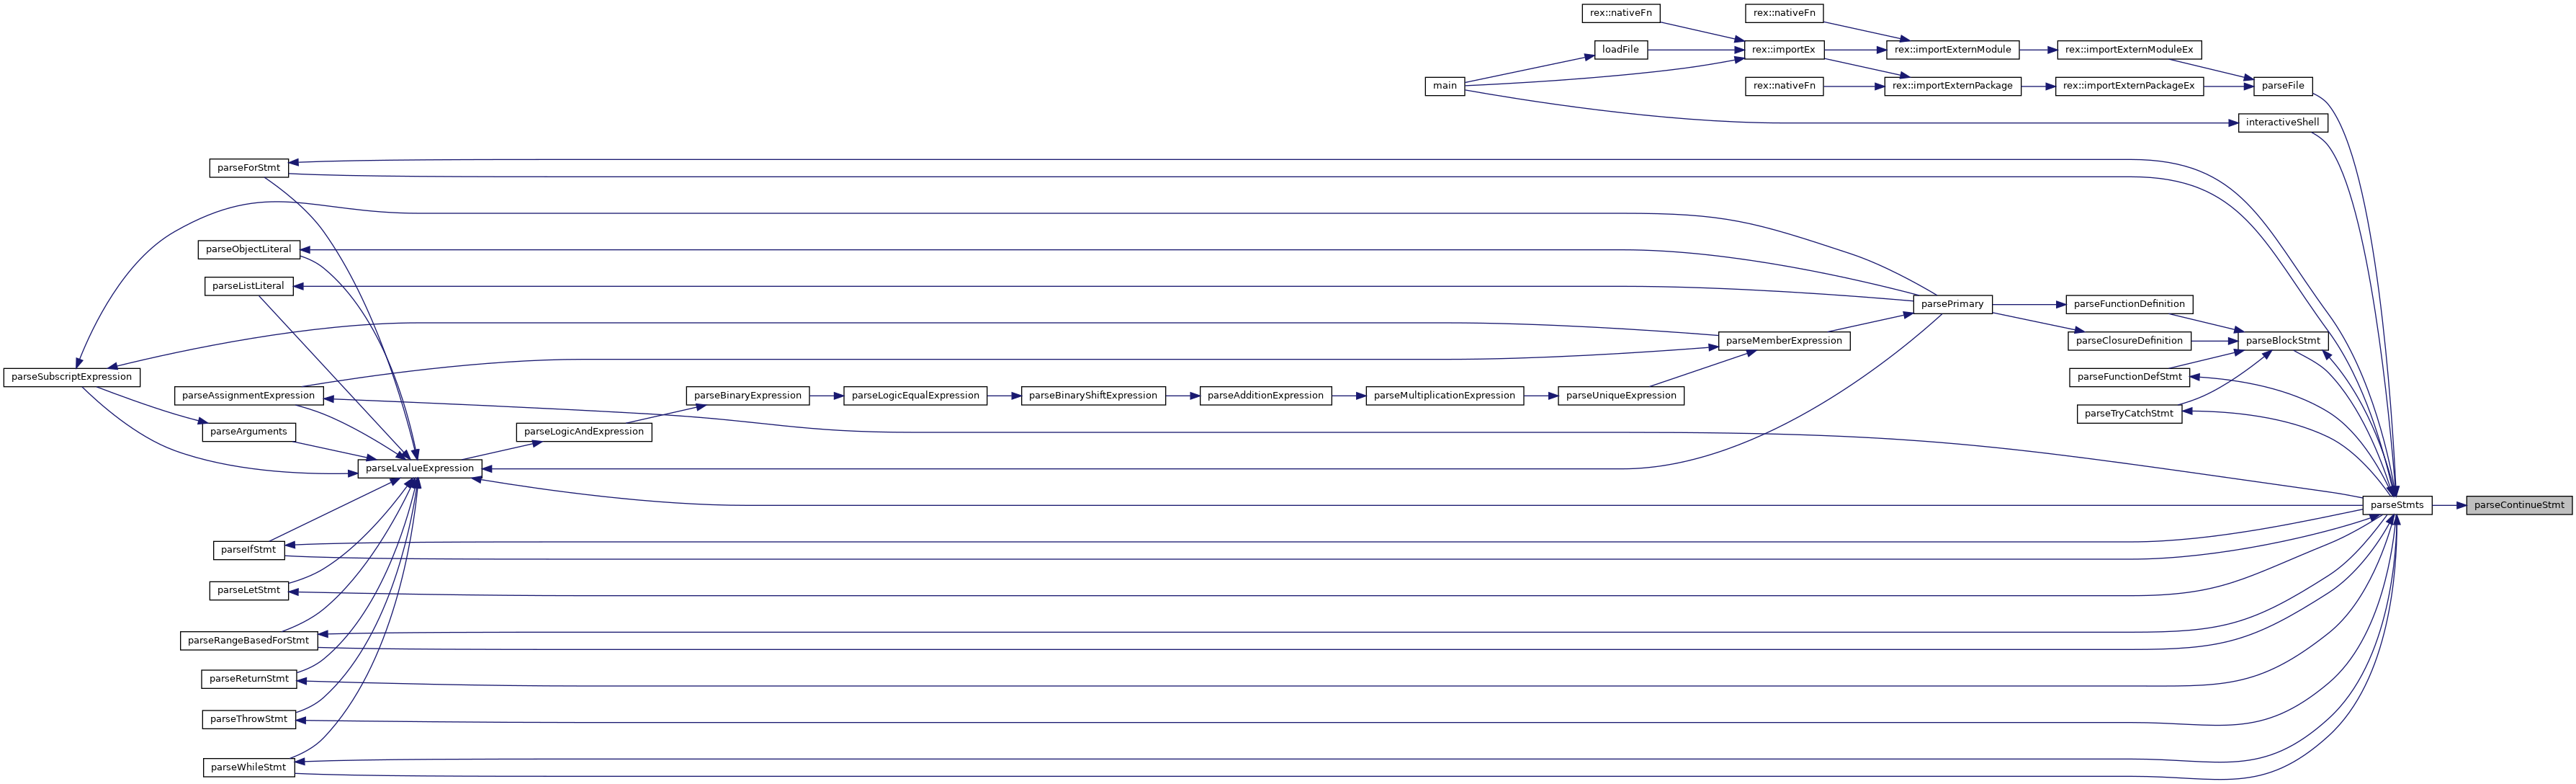 rex::nativeFn
rex::nativeFn
loadFile
rex::importEx
rex::importExternModule
rex::importExternModuleEx
main
rex::nativeFn
rex::importExternPackage
rex::importExternPackageEx
parseFile
interactiveShell
parseForStmt
parseObjectLiteral
parseListLiteral
parsePrimary
parseFunctionDefinition
parseMemberExpression
parseClosureDefinition
parseBlockStmt
parseSubscriptExpression
parseFunctionDefStmt
parseAssignmentExpression
parseBinaryExpression
parseLogicEqualExpression
parseBinaryShiftExpression
parseAdditionExpression
parseMultiplicationExpression
parseUniqueExpression
parseTryCatchStmt
parseArguments
parseLogicAndExpression
parseLvalueExpression
parseStmts
parseContinueStmt
parseIfStmt
parseLetStmt
parseRangeBasedForStmt
parseReturnStmt
parseThrowStmt
parseWhileStmt